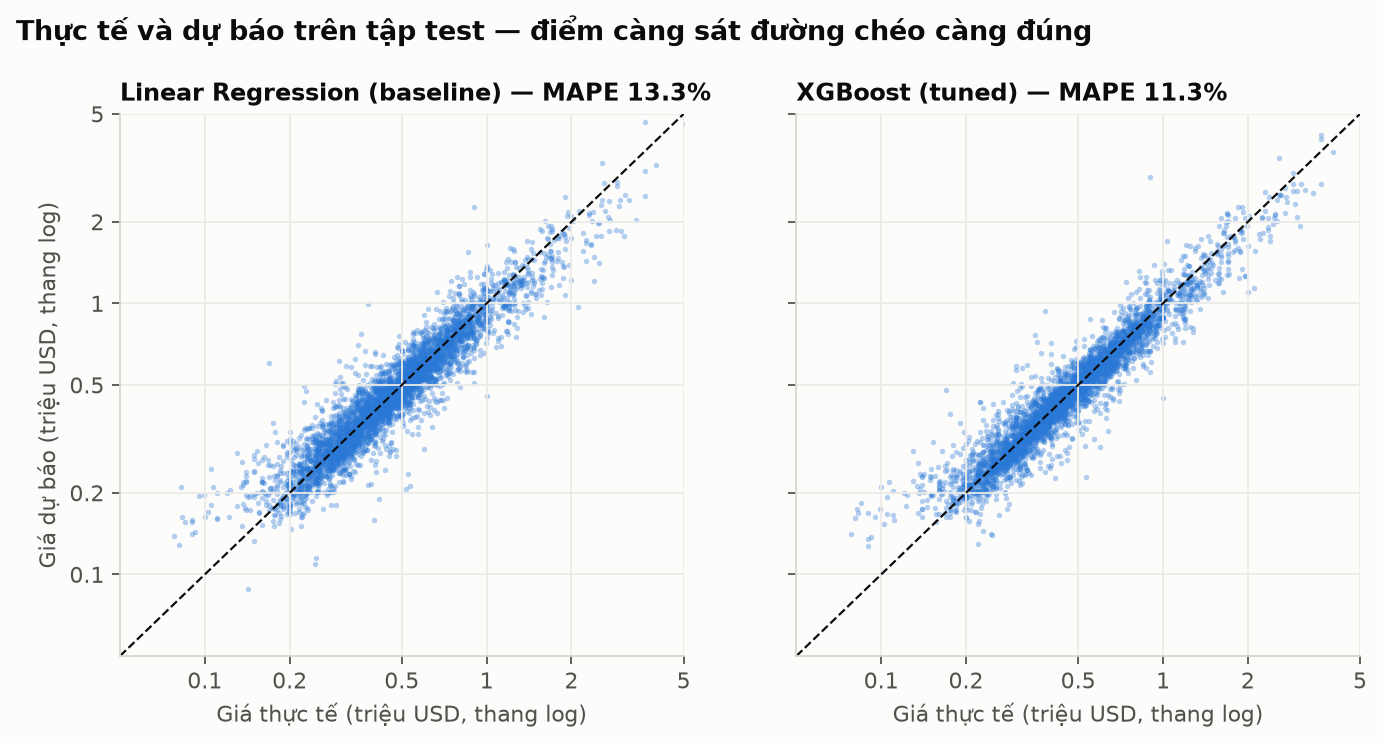 Thực tế và dự báo trên tập test — điểm càng sát đường chéo càng đúng
Linear Regression (baseline) — MAPE 13.3%
5
2
1
0.5
0.2
0.1
Giá dự báo (triệu USD, thang log)
0.1 0.2 0.5 1 2 5
Giá thực tế (triệu USD, thang log)
XGBoost (tuned) — MAPE 11.3%
0.1 0.2 0.5 1 2 5
Giá thực tế (triệu USD, thang log)